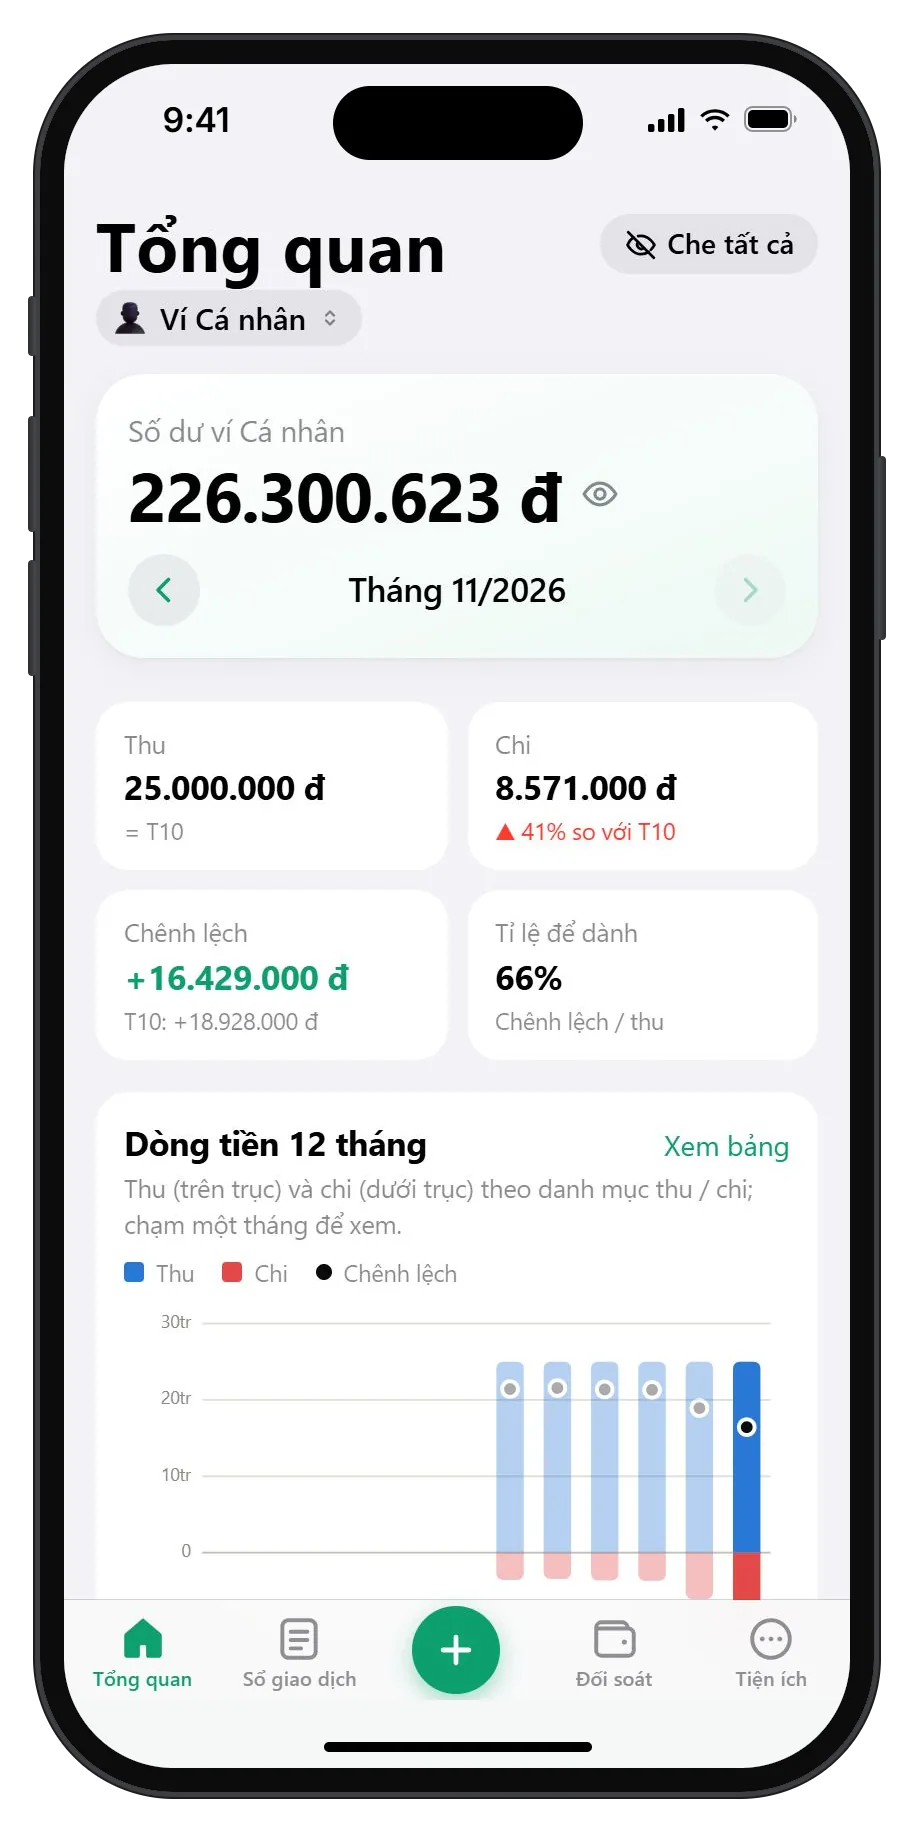 9:41
Tổng quan
Che tất cả
Ví Cá nhân
Số dư ví Cá nhân
226.300.623 đ
Tháng 11/2026
Thu
25.000.000 đ
= T10
Chi
8.571.000 đ
▲ 41% so với T10
Chênh lệch
+16.429.000 đ
T10: +18.928.000 đ
Tỉ lệ để dành
66%
Chênh lệch / thu
Dòng tiền 12 tháng
Xem bảng
Thu (trên trục) và chi (dưới trục) theo danh mục thu / chi;
chạm một tháng để xem.
Thu
Chi
Chênh lệch
30tr
20tr
10tr
0
Tổng quan
Sổ giao dịch
Đối soát
Tiện ích